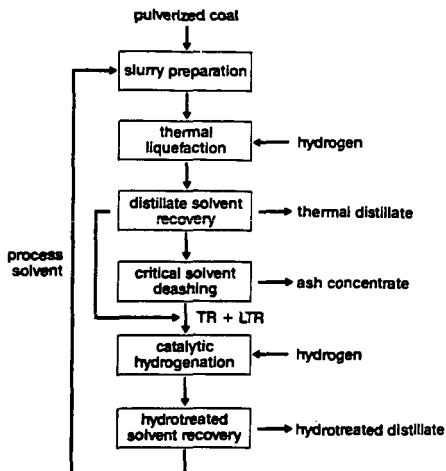 pulverized coal
slurry preparation
thermal
liquefaction
hydrogen
distillate solvent
recovery
thermal distillate
process
solvent
critical solvent
deashing
ash concentrate
TR + LTR
catalytic
hydrogenation
hydrogen
hydrotreated
solvent recovery
hydrotreated distillate